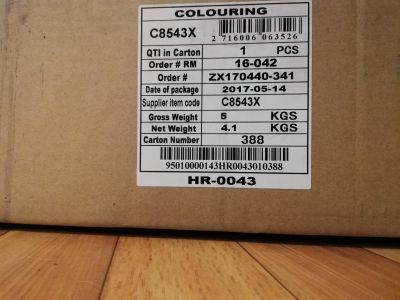 COLOURING
C8543X
2 716006 063526
QTI in Carton 1 PCS
Order # RM 16-042
Order # ZX170440-341
Date of package 2017-05-14
Supplier item code C8543X
Gross Weight 5 KGS
Net Weight 4.1 KGS
Carton Number 388
95010000143HR0043010388
HR-0043